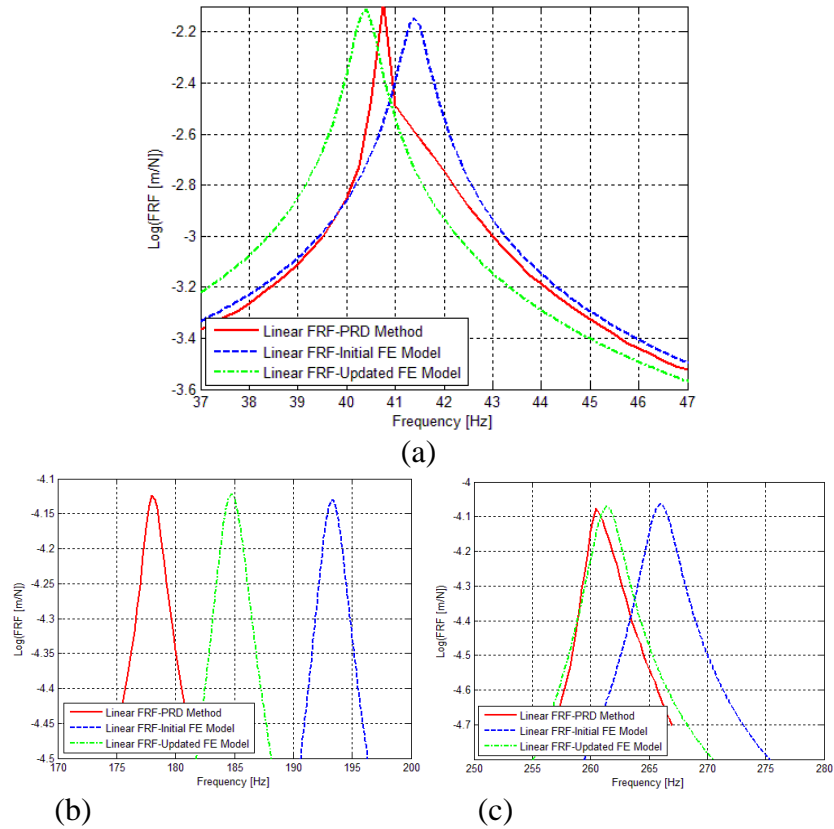 Log(FRF [m/N])
-2.2
-2.4
-2.6
-2.8
-3
-3.2
-3.4
-3.6
Linear FRF-PRD Method
Linear FRF-Initial FE Model
Linear FRF-Updated FE Model
37 38 39 40 41 42 43 44 45 46 47
Frequency [Hz]
(a)
Log(FRF [m/N])
-4.1
-4.15
-4.2
-4.25
-4.3
-4.35
-4.4
-4.45
-4.5
Linear FRF-PRD Method
Linear FRF-Initial FE Model
Linear FRF-Updated FE Model
170 175 180 185 190 195 200
Frequency [Hz]
(b)
Log(FRF [m/N])
-4
-4.1
-4.2
-4.3
-4.4
-4.5
-4.6
-4.7
Linear FRF-PRD Method
Linear FRF-Initial FE Model
Linear FRF-Updated FE Model
250 255 260 265 270 275 280
Frequency [Hz]
(c)